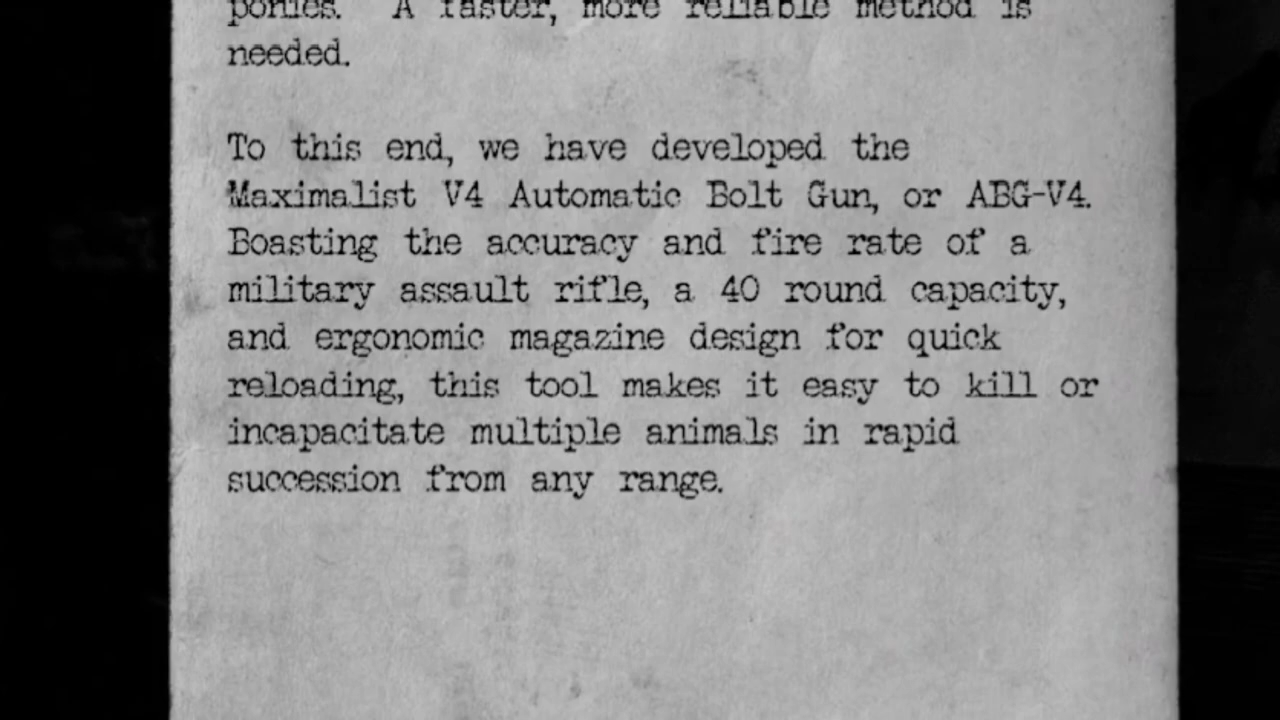 ponies. A faster, more reliable method is
needed.
To this end, we have developed the
Maximalist V4 Automatic Bolt Gun, or ABG-V4.
Boasting the accuracy and fire rate of a
military assault rifle, a 40 round capacity,
and ergonomic magazine design for quick
reloading, this tool makes it easy to kill or
incapacitate multiple animals in rapid
succession from any range.